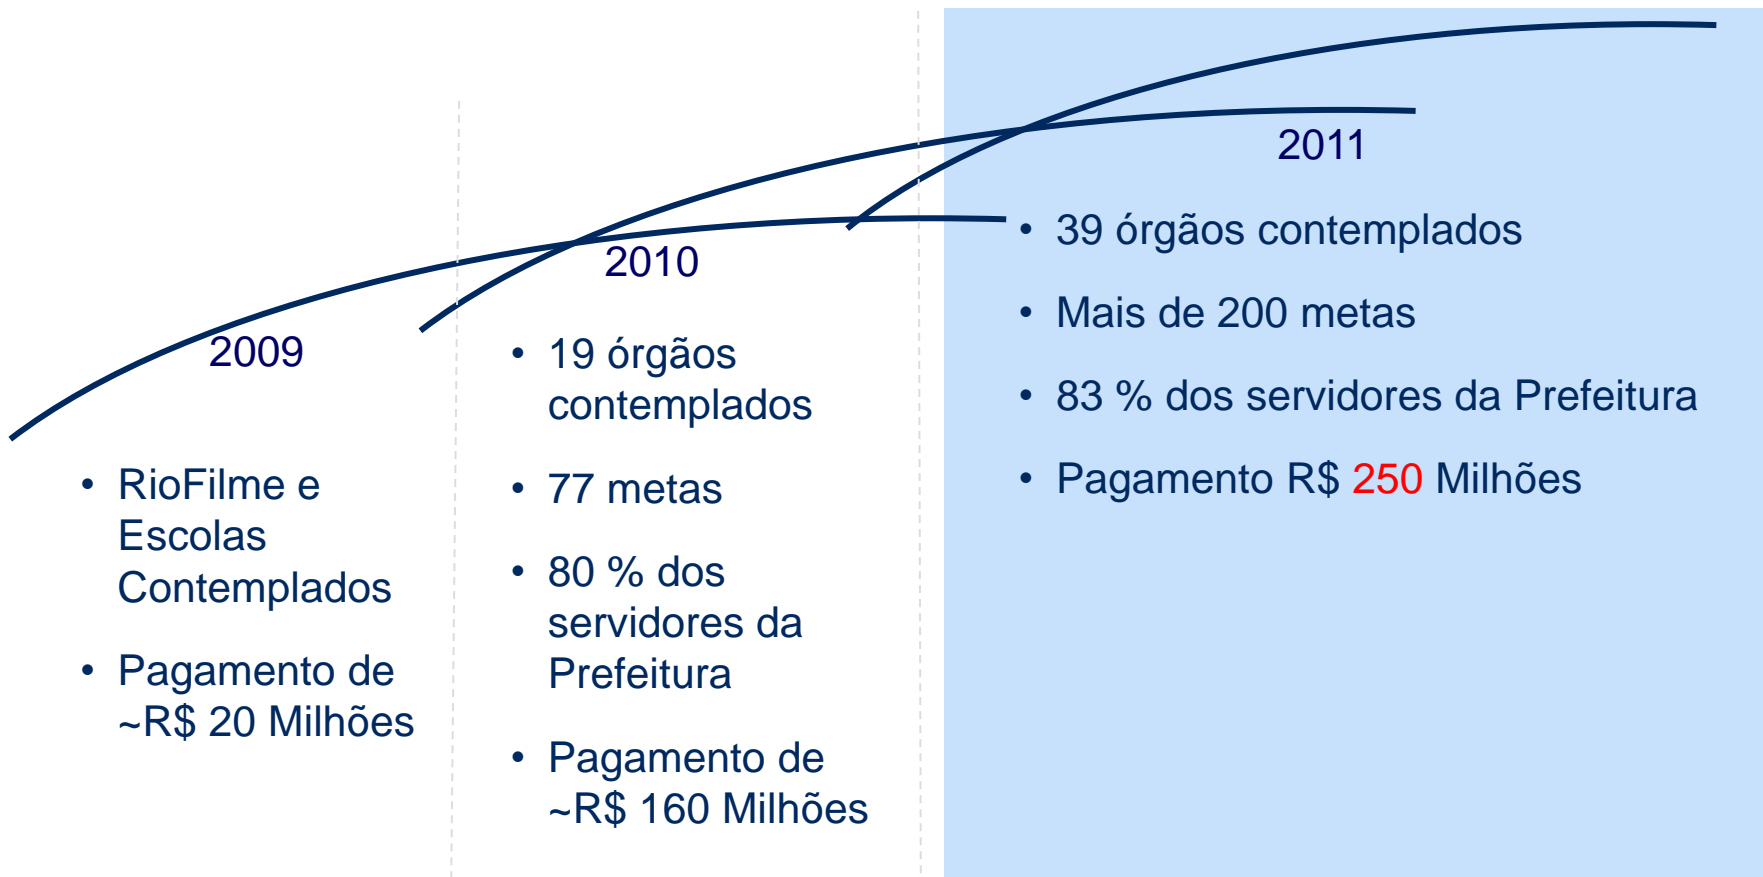 2009
• RioFilme e
Escolas
Contemplados
• Pagamento de
~R$ 20 Milhões
2010
• 19 órgãos
contemplados
• 77 metas
• 80 % dos
servidores da
Prefeitura
• Pagamento de
~R$ 160 Milhões
2011
• 39 órgãos contemplados
• Mais de 200 metas
• 83 % dos servidores da Prefeitura
• Pagamento R$ 250 Milhões